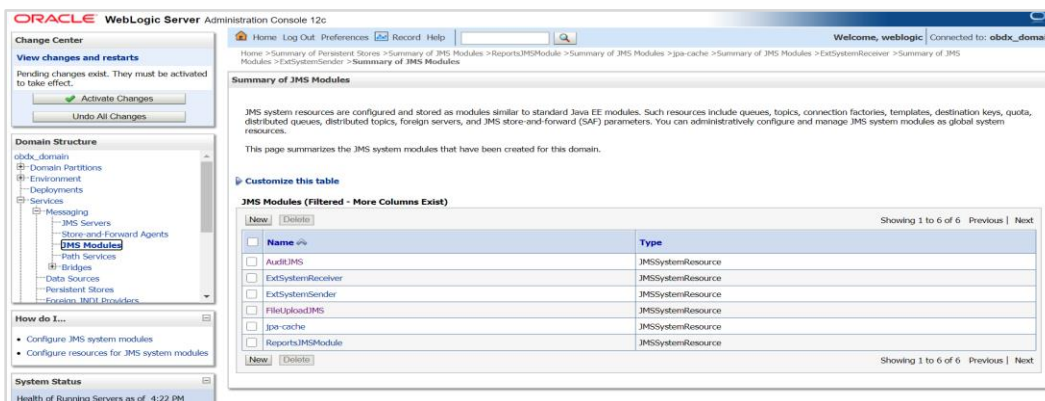 ORACLE WebLogic Server Administration Console 12c
Change Center
View changes and restarts
Pending changes exist. They must be activated
to take effect.
Activate Changes
Undo All Changes
Domain Structure
obdx_domain
Domain Partitions
Environment
Deployments
Services
Messaging
JMS Servers
Store-and-Forward Agents
JMS Modules
Path Services
Bridges
Data Sources
Persistent Stores
Foreign JNDI Providers
How do I...
Configure JMS system modules
Configure resources for JMS system modules
System Status
Health of Running Servers as of 4:22 PM
Home Log Out Preferences Record Help
Welcome, weblogic Connected to: obdx_domai
Home >Summary of Persistent Stores >Summary of JMS Modules >ReportsJMSModule >Summary of JMS Modules >jpa-cache >Summary of JMS Modules >ExtSystemReceiver >Summary of JMS
Modules >ExtSystemSender >Summary of JMS Modules
Summary of JMS Modules
JMS system resources are configured and stored as modules similar to standard Java EE modules. Such resources include queues, topics, connection factories, templates, destination keys, quota,
distributed queues, distributed topics, foreign servers, and JMS store-and-forward (SAF) parameters. You can administratively configure and manage JMS system modules as global system
resources.
This page summarizes the JMS system modules that have been created for this domain.
Customize this table
JMS Modules (Filtered - More Columns Exist)
New Delete Showing 1 to 6 of 6 Previous | Next
Name Type
AuditJMS JMSSystemResource
ExtSystemReceiver JMSSystemResource
ExtSystemSender JMSSystemResource
FileUploadJMS JMSSystemResource
jpa-cache JMSSystemResource
ReportsJMSModule JMSSystemResource
New Delete Showing 1 to 6 of 6 Previous | Next